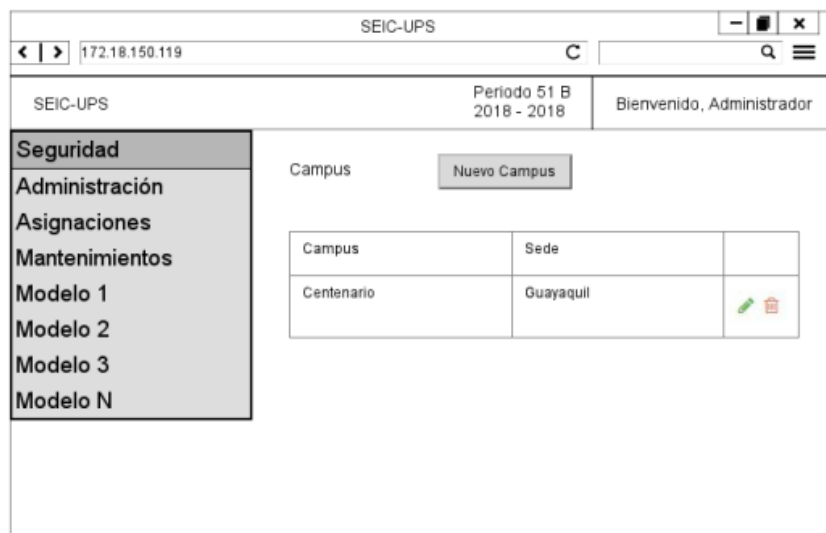 SEIC-UPS
172.18.150.119
SEIC-UPS
Periodo 51 B
2018 - 2018
Bienvenido, Administrador
Seguridad
Administración
Asignaciones
Mantenimientos
Modelo 1
Modelo 2
Modelo 3
Modelo N
Campus
Nuevo Campus
Campus
Sede
Centenario
Guayaquil